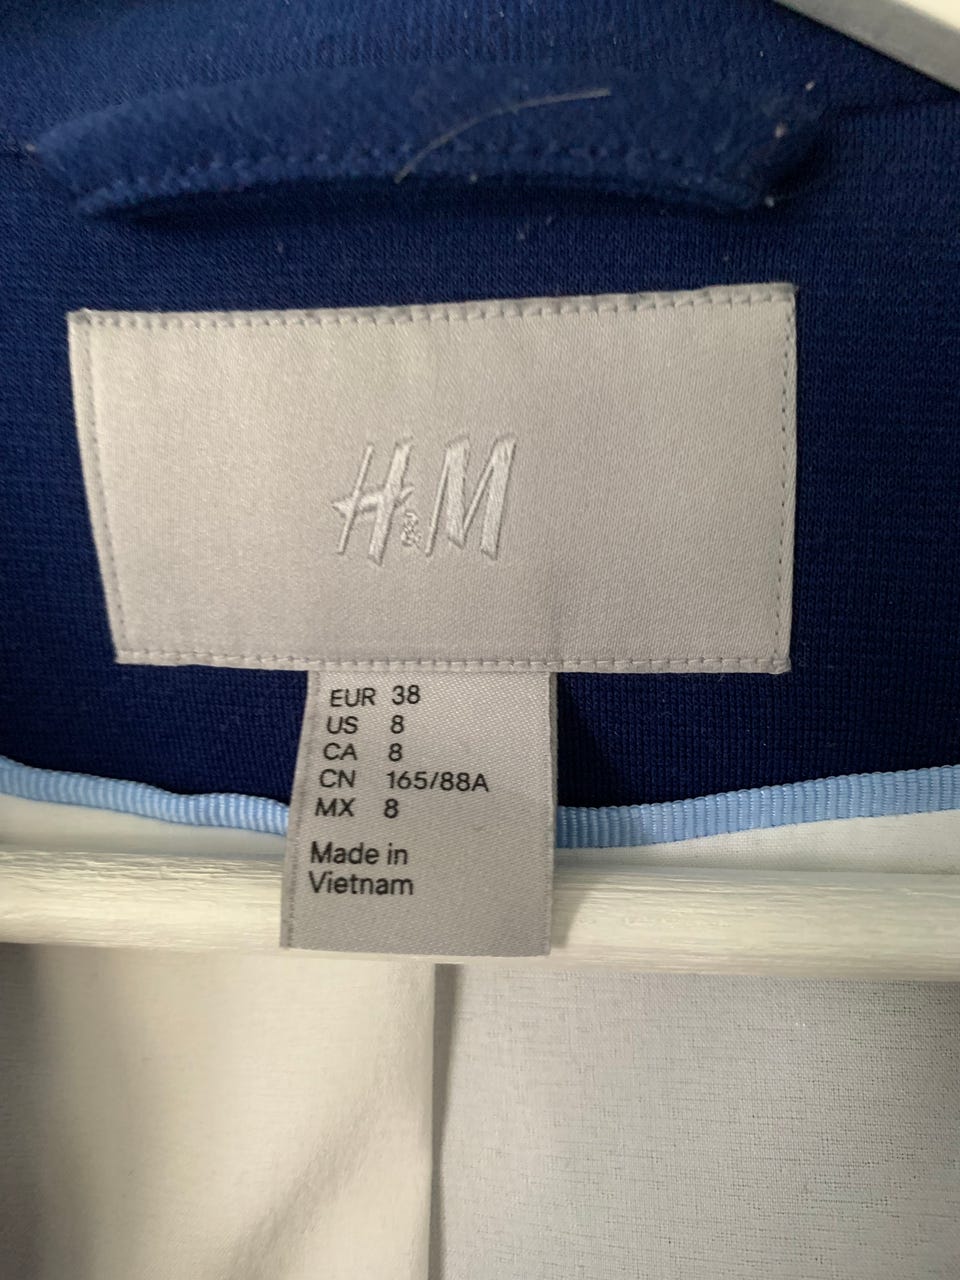 H&M
EUR 38
US 8
CA 8
CN 165/88A
MX 8
Made in
Vietnam